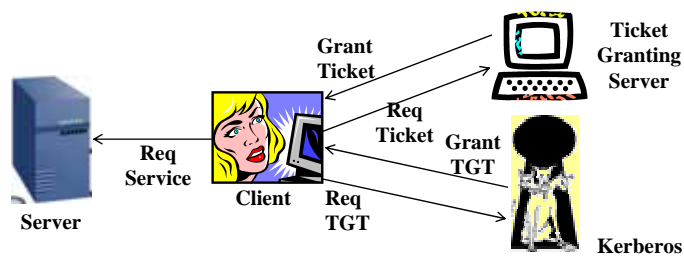 Grant
Ticket
Ticket
Granting
Server
Req
Ticket
Grant
TGT
Req
Service
Server
Client
Req
TGT
Kerberos